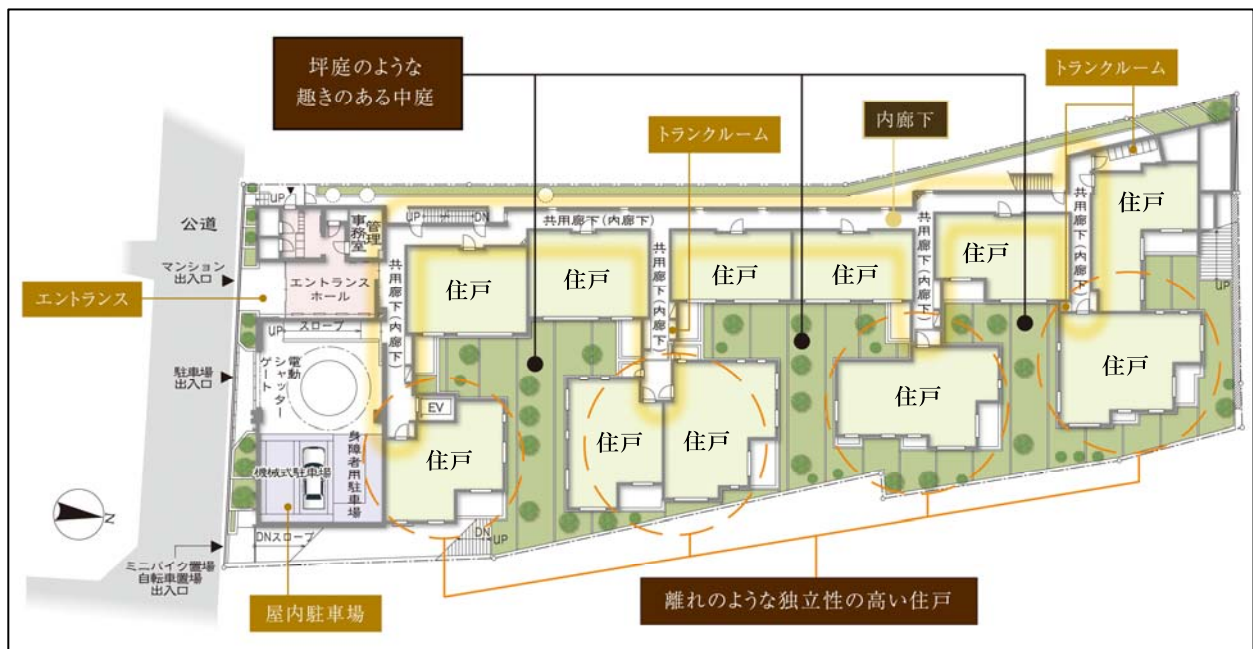 坪庭のような
趣きのある中庭
トランクルーム
トランクルーム
内廊下
公道
マンション
出入口
エントランス
駐車場
出入口
ミニバイク置場
自転車置場
出入口
屋内駐車場
離れのような独立性の高い住戸
UP
管理
事務室
エントランス
ホール
UP
スロープ
電動
シャッター
ゲート
機械式駐車場
身障者用駐車場
DNスロープ
DN
UP
EV
UP
DN
共用廊下(内廊下)
共用廊下(内廊下)
共用廊下(内廊下)
共用廊下(内廊下)
共用廊下(内廊下)
住戸
住戸
住戸
住戸
住戸
住戸
住戸
住戸
住戸
住戸
住戸
UP
N